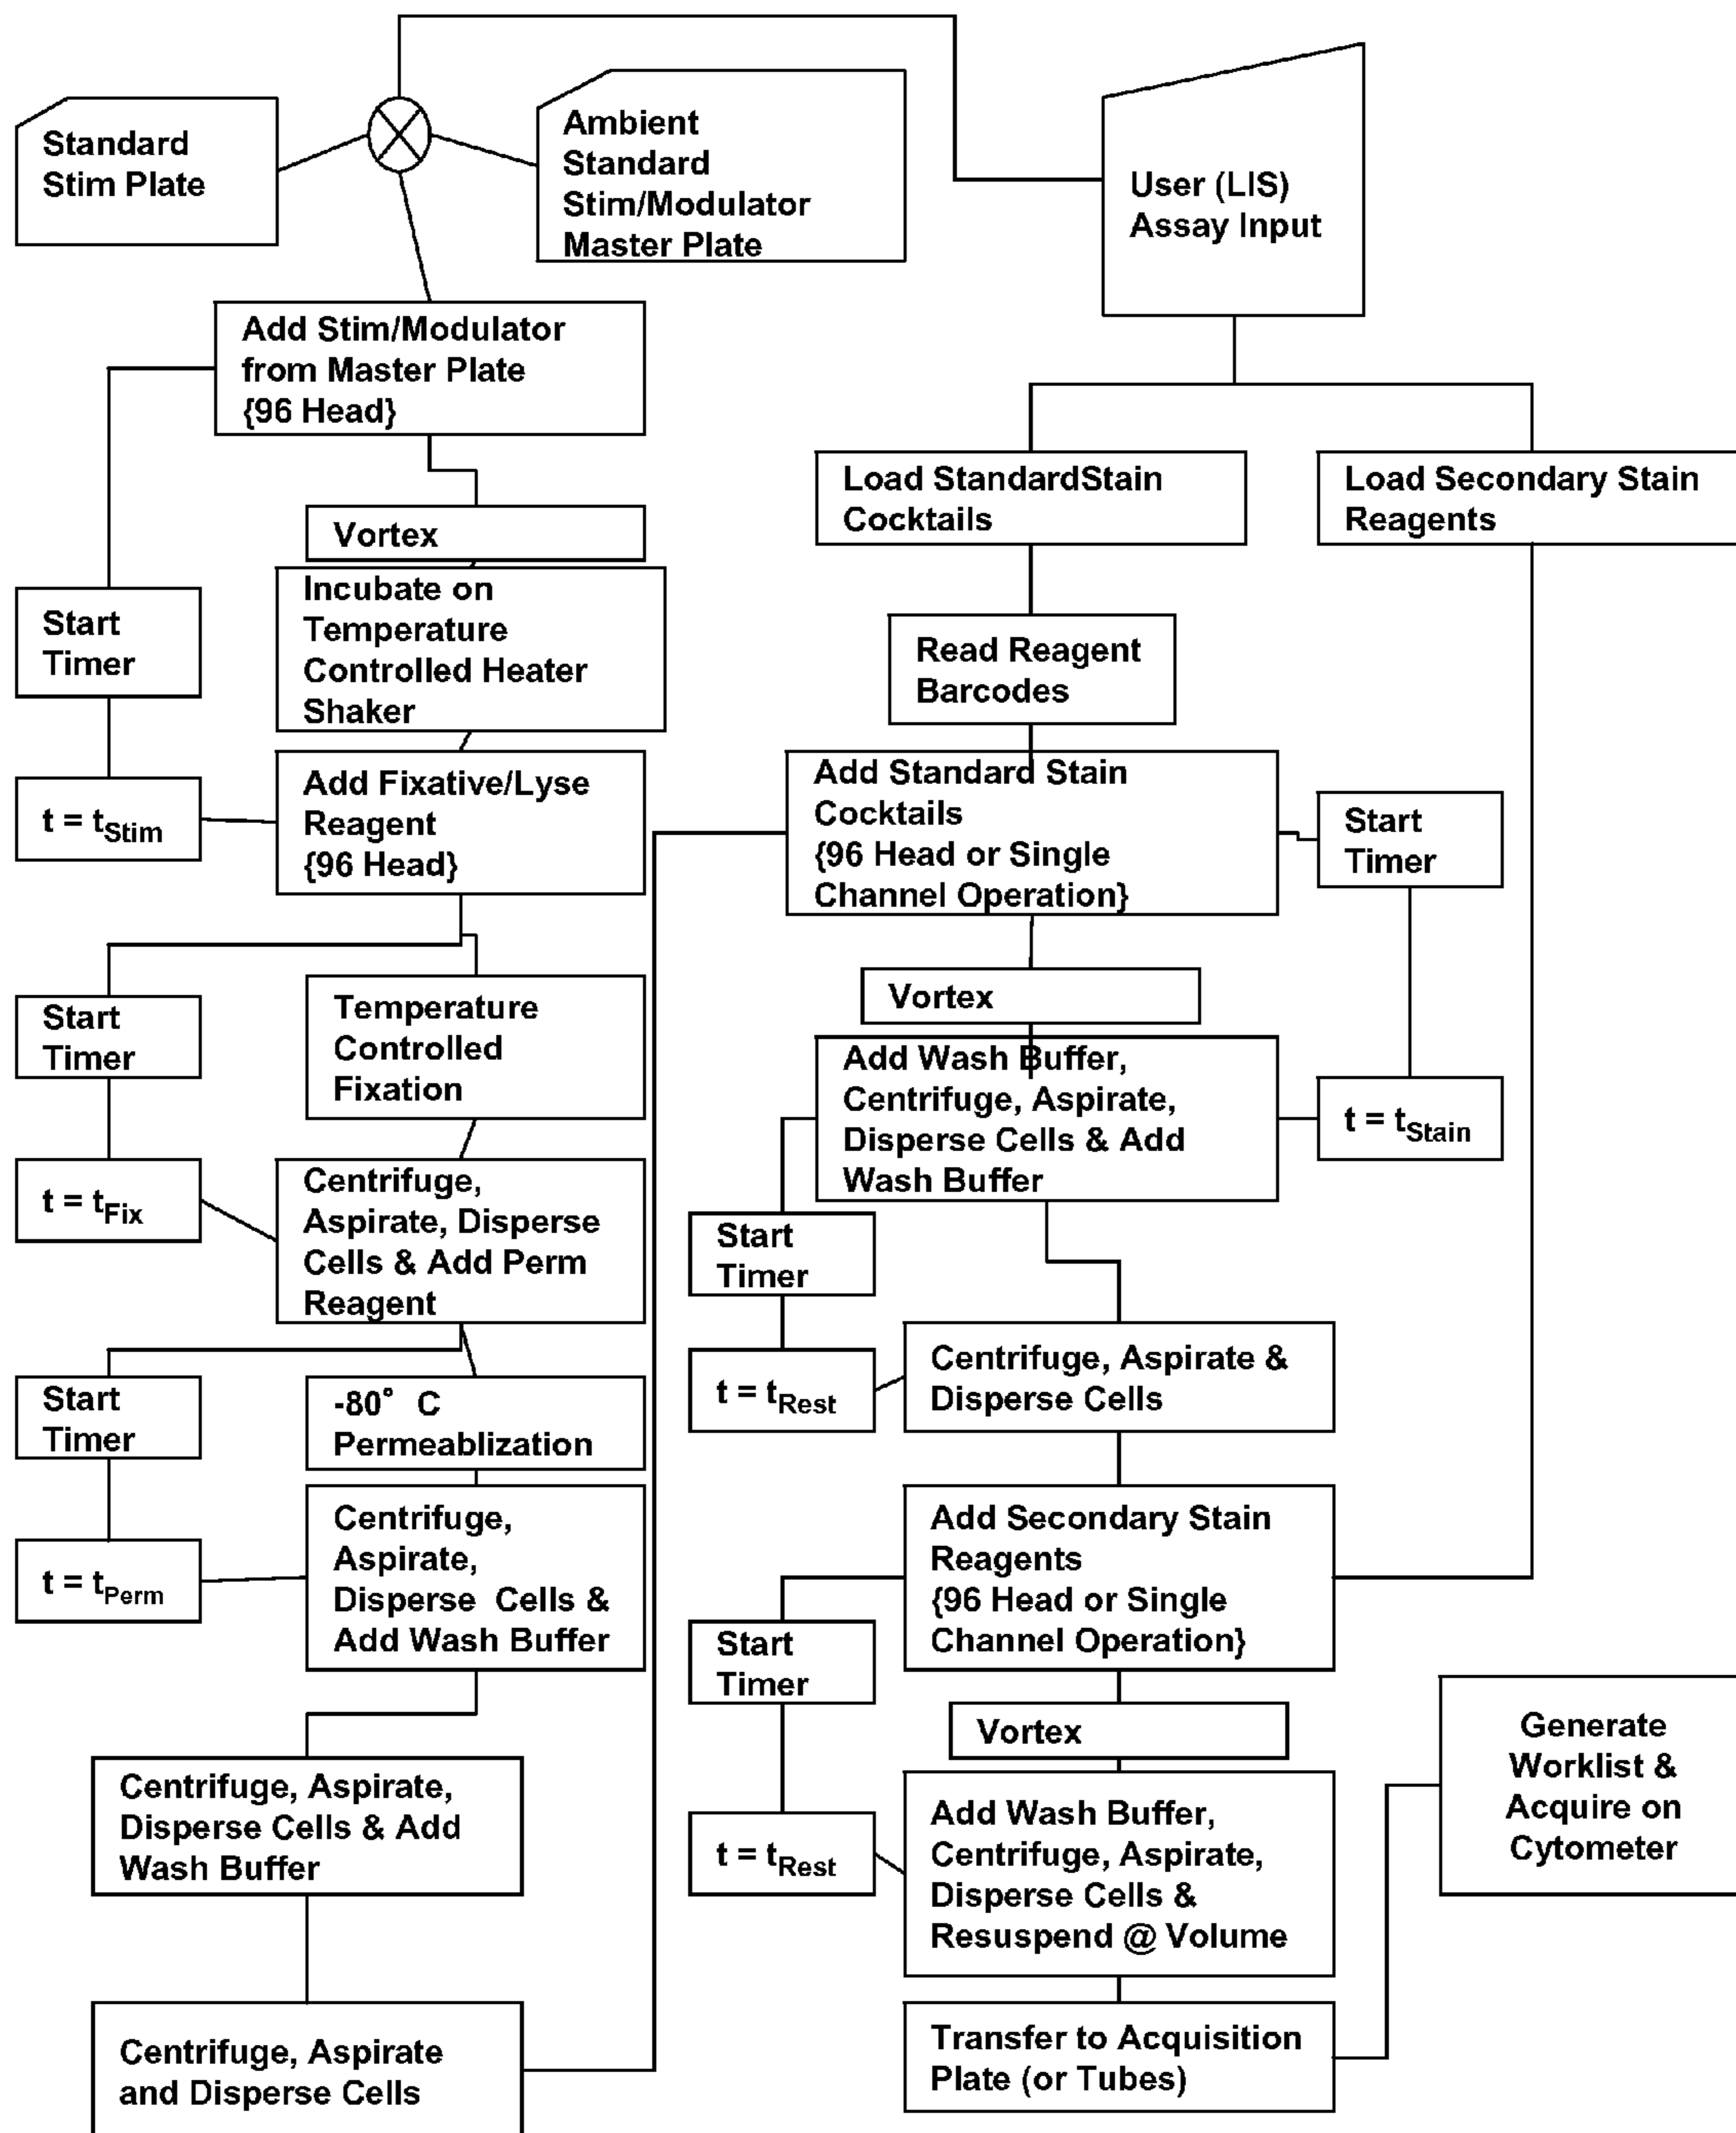 Standard
Stim Plate
Ambient
Standard
Stim/Modulator
Master Plate
User (LIS)
Assay Input
Add Stim/Modulator
from Master Plate
{96 Head}
Vortex
Incubate on
Temperature
Controlled Heater
Shaker
Start
Timer
t = tStim
Add Fixative/Lyse
Reagent
{96 Head}
Start
Timer
Temperature
Controlled
Fixation
t = tFix
Centrifuge,
Aspirate, Disperse
Cells & Add Perm
Reagent
Start
Timer
-80° C
Permeablization
t = tPerm
Centrifuge,
Aspirate,
Disperse Cells &
Add Wash Buffer
Centrifuge, Aspirate,
Disperse Cells & Add
Wash Buffer
Centrifuge, Aspirate
and Disperse Cells
Load StandardStain
Cocktails
Load Secondary Stain
Reagents
Read Reagent
Barcodes
Add Standard Stain
Cocktails
{96 Head or Single
Channel Operation}
Start
Timer
Vortex
Add Wash Buffer,
Centrifuge, Aspirate,
Disperse Cells & Add
Wash Buffer
t = tStain
Start
Timer
t = tRest
Centrifuge, Aspirate &
Disperse Cells
Add Secondary Stain
Reagents
{96 Head or Single
Channel Operation}
Start
Timer
Vortex
t = tRest
Add Wash Buffer,
Centrifuge, Aspirate,
Disperse Cells &
Resuspend @ Volume
Transfer to Acquisition
Plate (or Tubes)
Generate
Worklist &
Acquire on
Cytometer